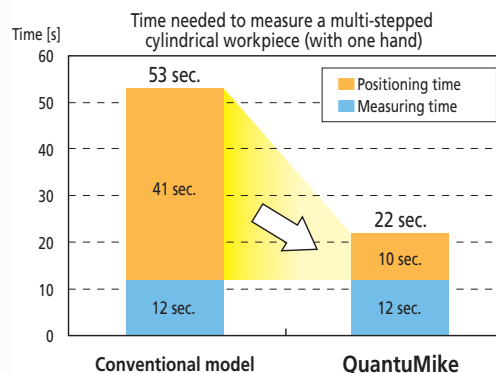 Time needed to measure a multi-stepped
cylindrical workpiece (with one hand)
Time [s]
60
50
40
30
20
10
0
53 sec.
41 sec.
12 sec.
Positioning time
Measuring time
22 sec.
10 sec.
12 sec.
Conventional model
QuantuMike